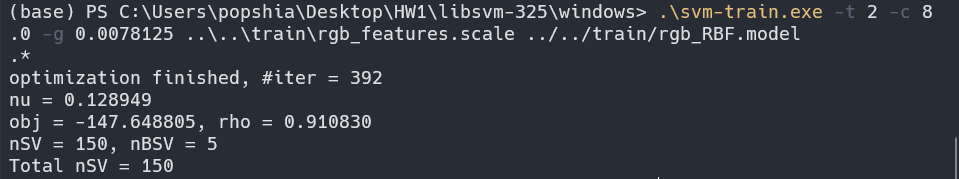 (base) PS C:\Users\popshia\Desktop\HW1\libsvm-325\windows> .\svm-train.exe -t 2 -c 8
.0 -g 0.0078125 ..\..\train\rgb_features.scale ../../train/rgb_RBF.model
.*
optimization finished, #iter = 392
nu = 0.128949
obj = -147.648805, rho = 0.910830
nSV = 150, nBSV = 5
Total nSV = 150